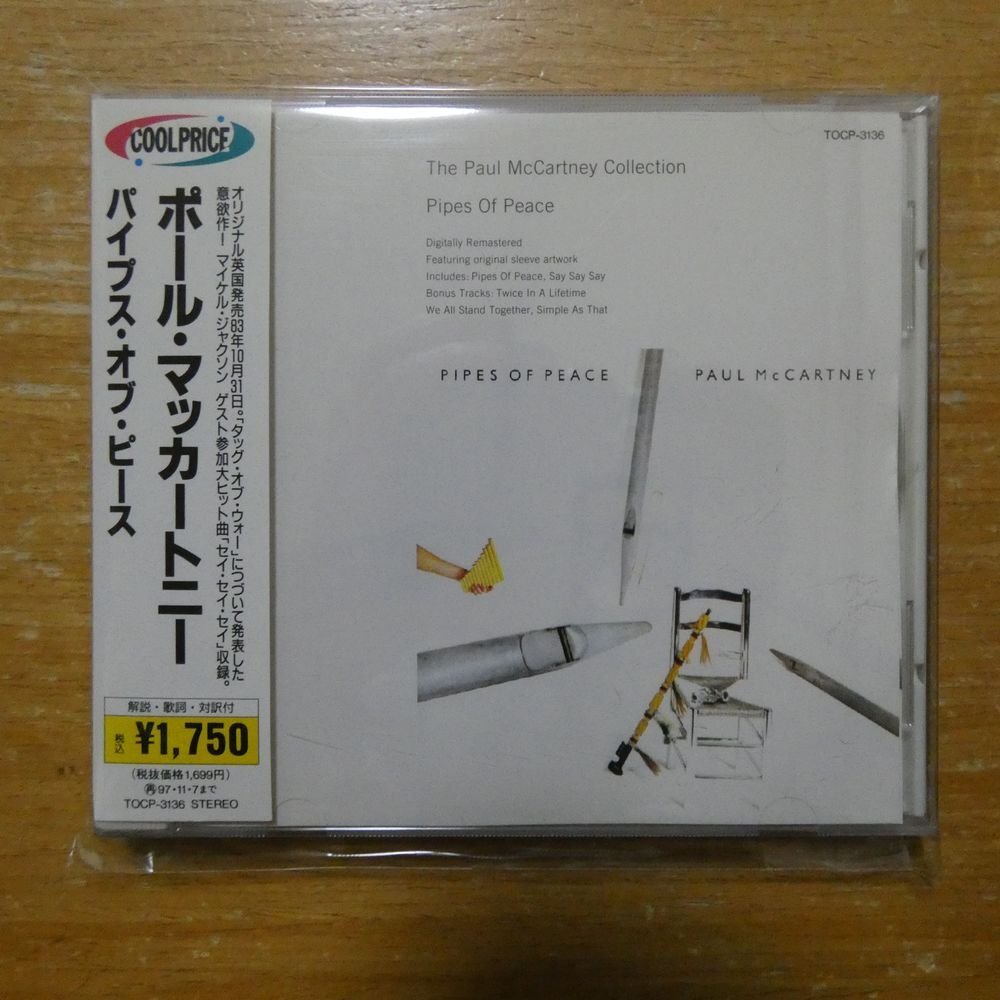 COOLPRICE
オリジナル英国発売83年10月31日。「タッグ・オブ・ウォー」につづいて発表した
意欲作！ マイケル・ジャクソン ゲスト参加大ヒット曲「セイ・セイ・セイ」収録。
ポール・マッカートニー
パイプス・オブ・ピース
解説・歌詞・対訳付
税込 ¥1,750
(税抜価格1,699円)
再97・11・7まで
TOCP-3136 STEREO
TOCP-3136
The Paul McCartney Collection
Pipes Of Peace
Digitally Remastered
Featuring original sleeve artwork
Includes: Pipes Of Peace, Say Say Say
Bonus Tracks: Twice In A Lifetime
We All Stand Together, Simple As That
PIPES OF PEACE PAUL McCARTNEY